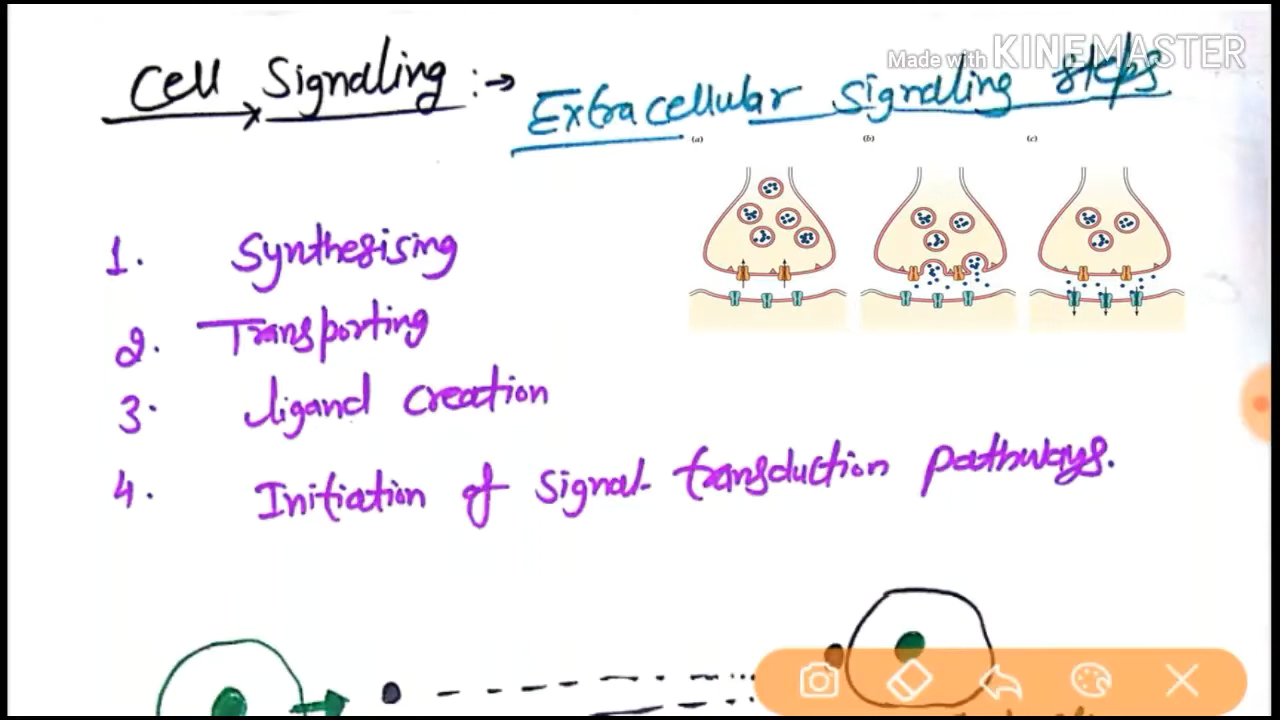 Made with KINEMASTER
Cell Signaling :→ Extracellular Signaling steps
(a) (b) (c)
1. Synthesising
2. Transporting
3. Ligand creation
4. Initiation of signal transduction pathways.